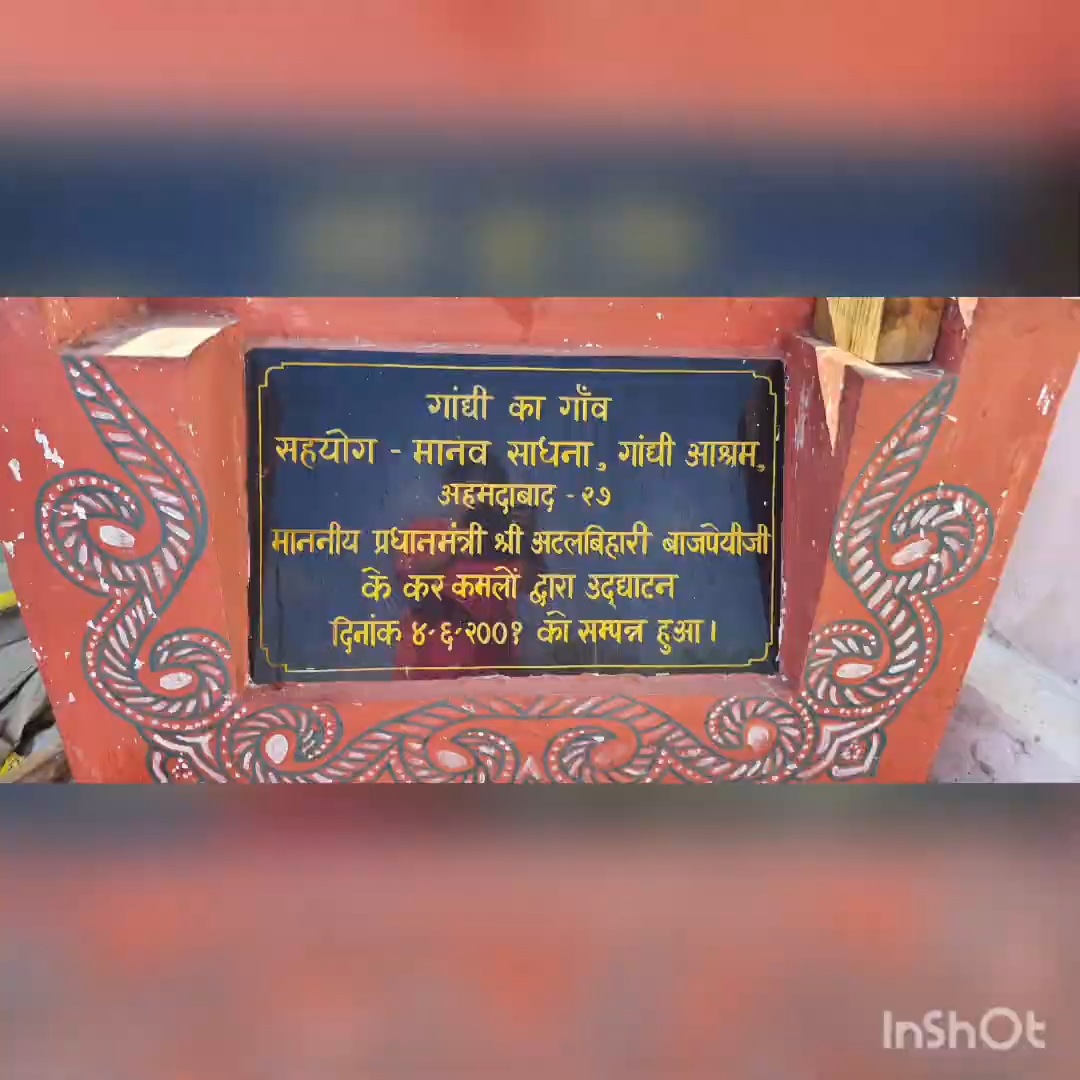 गांधी का गाँव
सहयोग - मानव साधना, गांधी आश्रम,
अहमदाबाद - २७
माननीय प्रधानमंत्री श्री अटलबिहारी बाजपेयीजी
के कर कमलों द्वारा उद्घाटन
दिनांक ४-६-२००१ को सम्पन्न हुआ।
InShOt